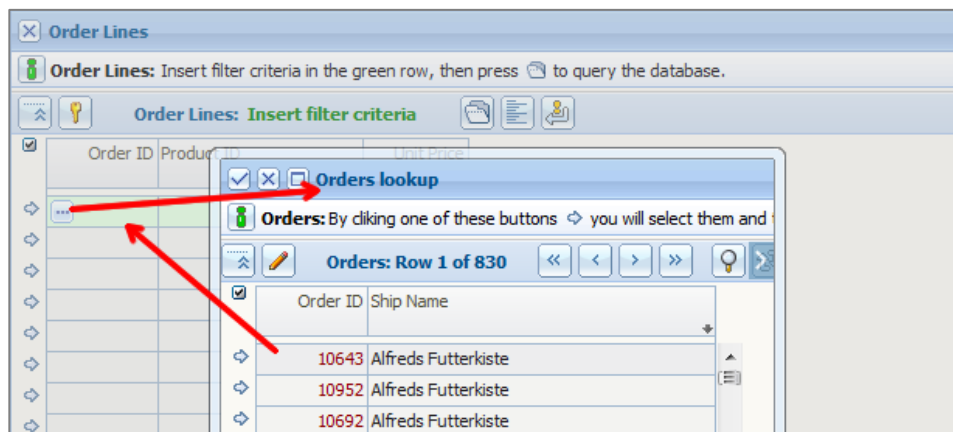 Order Lines
Order Lines: Insert filter criteria in the green row, then press to query the database.
Order Lines: Insert filter criteria
Order ID Product ID Unit Price
Orders lookup
Orders: By cliking one of these buttons you will select them and
Orders: Row 1 of 830
Order ID Ship Name
10643 Alfreds Futterkiste
10952 Alfreds Futterkiste
10692 Alfreds Futterkiste